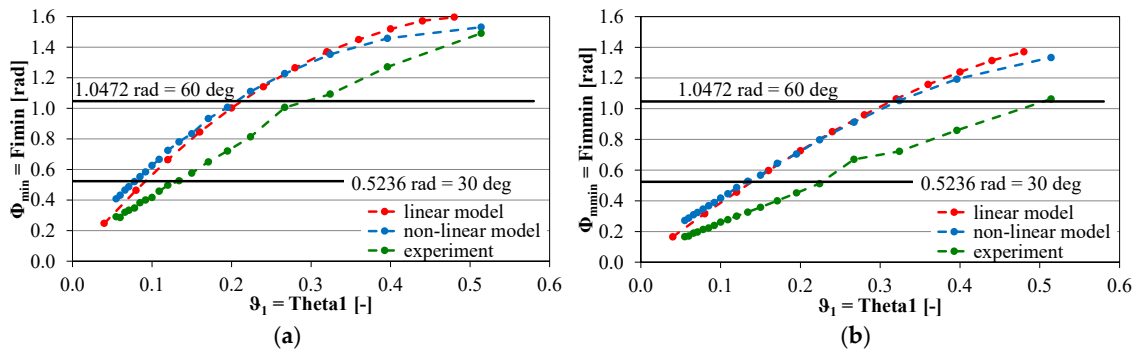 1.6
1.4
1.2
1.0
0.8
0.6
0.4
0.2
0.0
Φmin = Fimin [rad]
1.0472 rad = 60 deg
0.5236 rad = 30 deg
linear model
non-linear model
experiment
0.0 0.1 0.2 0.3 0.4 0.5 0.6
ϑ1 = Theta1 [-]
(a)
1.6
1.4
1.2
1.0
0.8
0.6
0.4
0.2
0.0
Φmmin = Fimmin [rad]
1.0472 rad = 60 deg
0.5236 rad = 30 deg
linear model
non-linear model
experiment
0.0 0.1 0.2 0.3 0.4 0.5 0.6
ϑ1 = Theta1 [-]
(b)